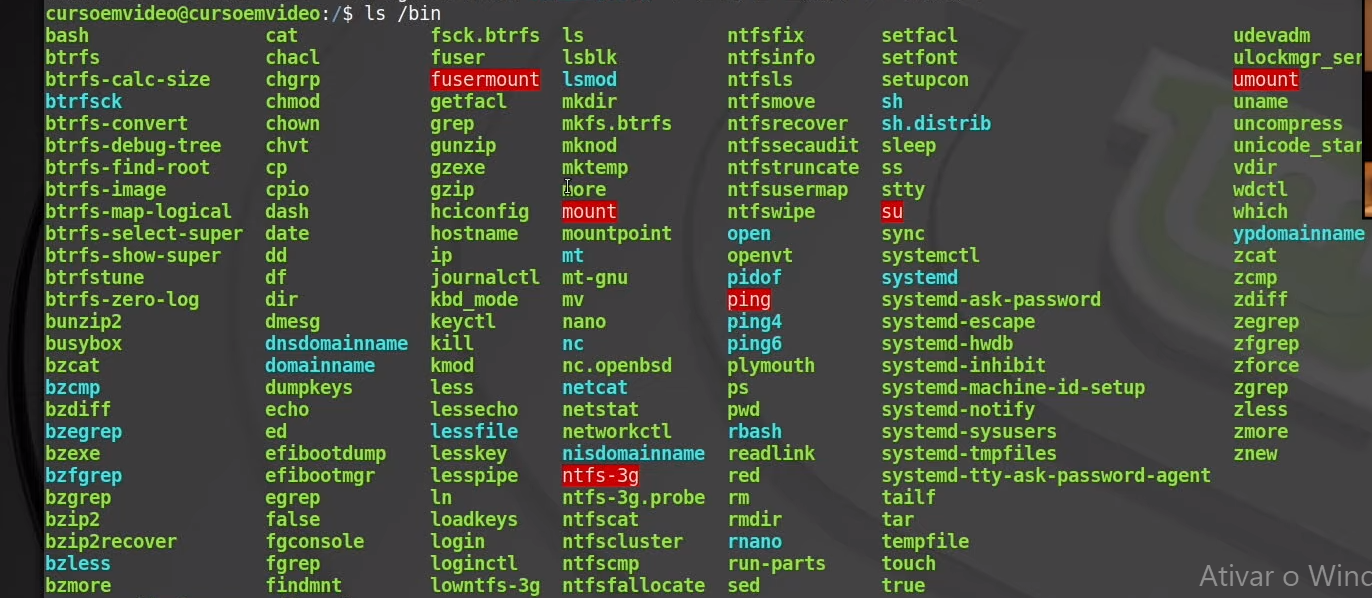 cursoemvideo@cursoemvideo:/$ ls /bin
bash cat fsck.btrfs ls ntfsfix setfacl udevadm
btrfs chacl fuser lsblk ntfsinfo setfont ulockmgr_ser
btrfs-calc-size chgrp fusermount lsmod ntfsls setupcon umount
btrfsck chmod getfacl mkdir ntfsmove sh uname
btrfs-convert chown grep mkfs.btrfs ntfsrecover sh.distrib uncompress
btrfs-debug-tree chvt gunzip mknod ntfssecaudit sleep unicode_star
btrfs-find-root cp gzexe mktemp ntfstruncate ss vdir
btrfs-image cpio gzip more ntfsusermap stty wdctl
btrfs-map-logical dash hciconfig mount ntfswipe su which
btrfs-select-super date hostname mountpoint open sync ypdomainname
btrfs-show-super dd ip mt openvt systemctl zcat
btrfstune df journalctl mt-gnu pidof systemd zcmp
btrfs-zero-log dir kbd_mode mv ping systemd-ask-password zdiff
bunzip2 dmesg keyctl nano ping4 systemd-escape zegrep
busybox dnsdomainname kill nc ping6 systemd-hwdb zfgrep
bzcat domainname kmod nc.openbsd plymouth systemd-inhibit zforce
bzcmp dumpkeys less netcat ps systemd-machine-id-setup zgrep
bzdiff echo lessecho netstat pwd systemd-notify zless
bzegrep ed lessfile networkctl rbash systemd-sysusers zmore
bzexe efibootdump lesskey nisdomainname readlink systemd-tmpfiles znew
bzfgrep efibootmgr lesspipe ntfs-3g red systemd-tty-ask-password-agent
bzgrep egrep ln ntfs-3g.probe rm tailf
bzip2 false loadkeys ntfscat rmdir tar
bzip2recover fgconsole login ntfscluster rnano tempfile
bzless fgrep loginctl ntfscmp run-parts touch
bzmore findmnt lowntfs-3g ntfsfallocate sed true
Ativar o Wind